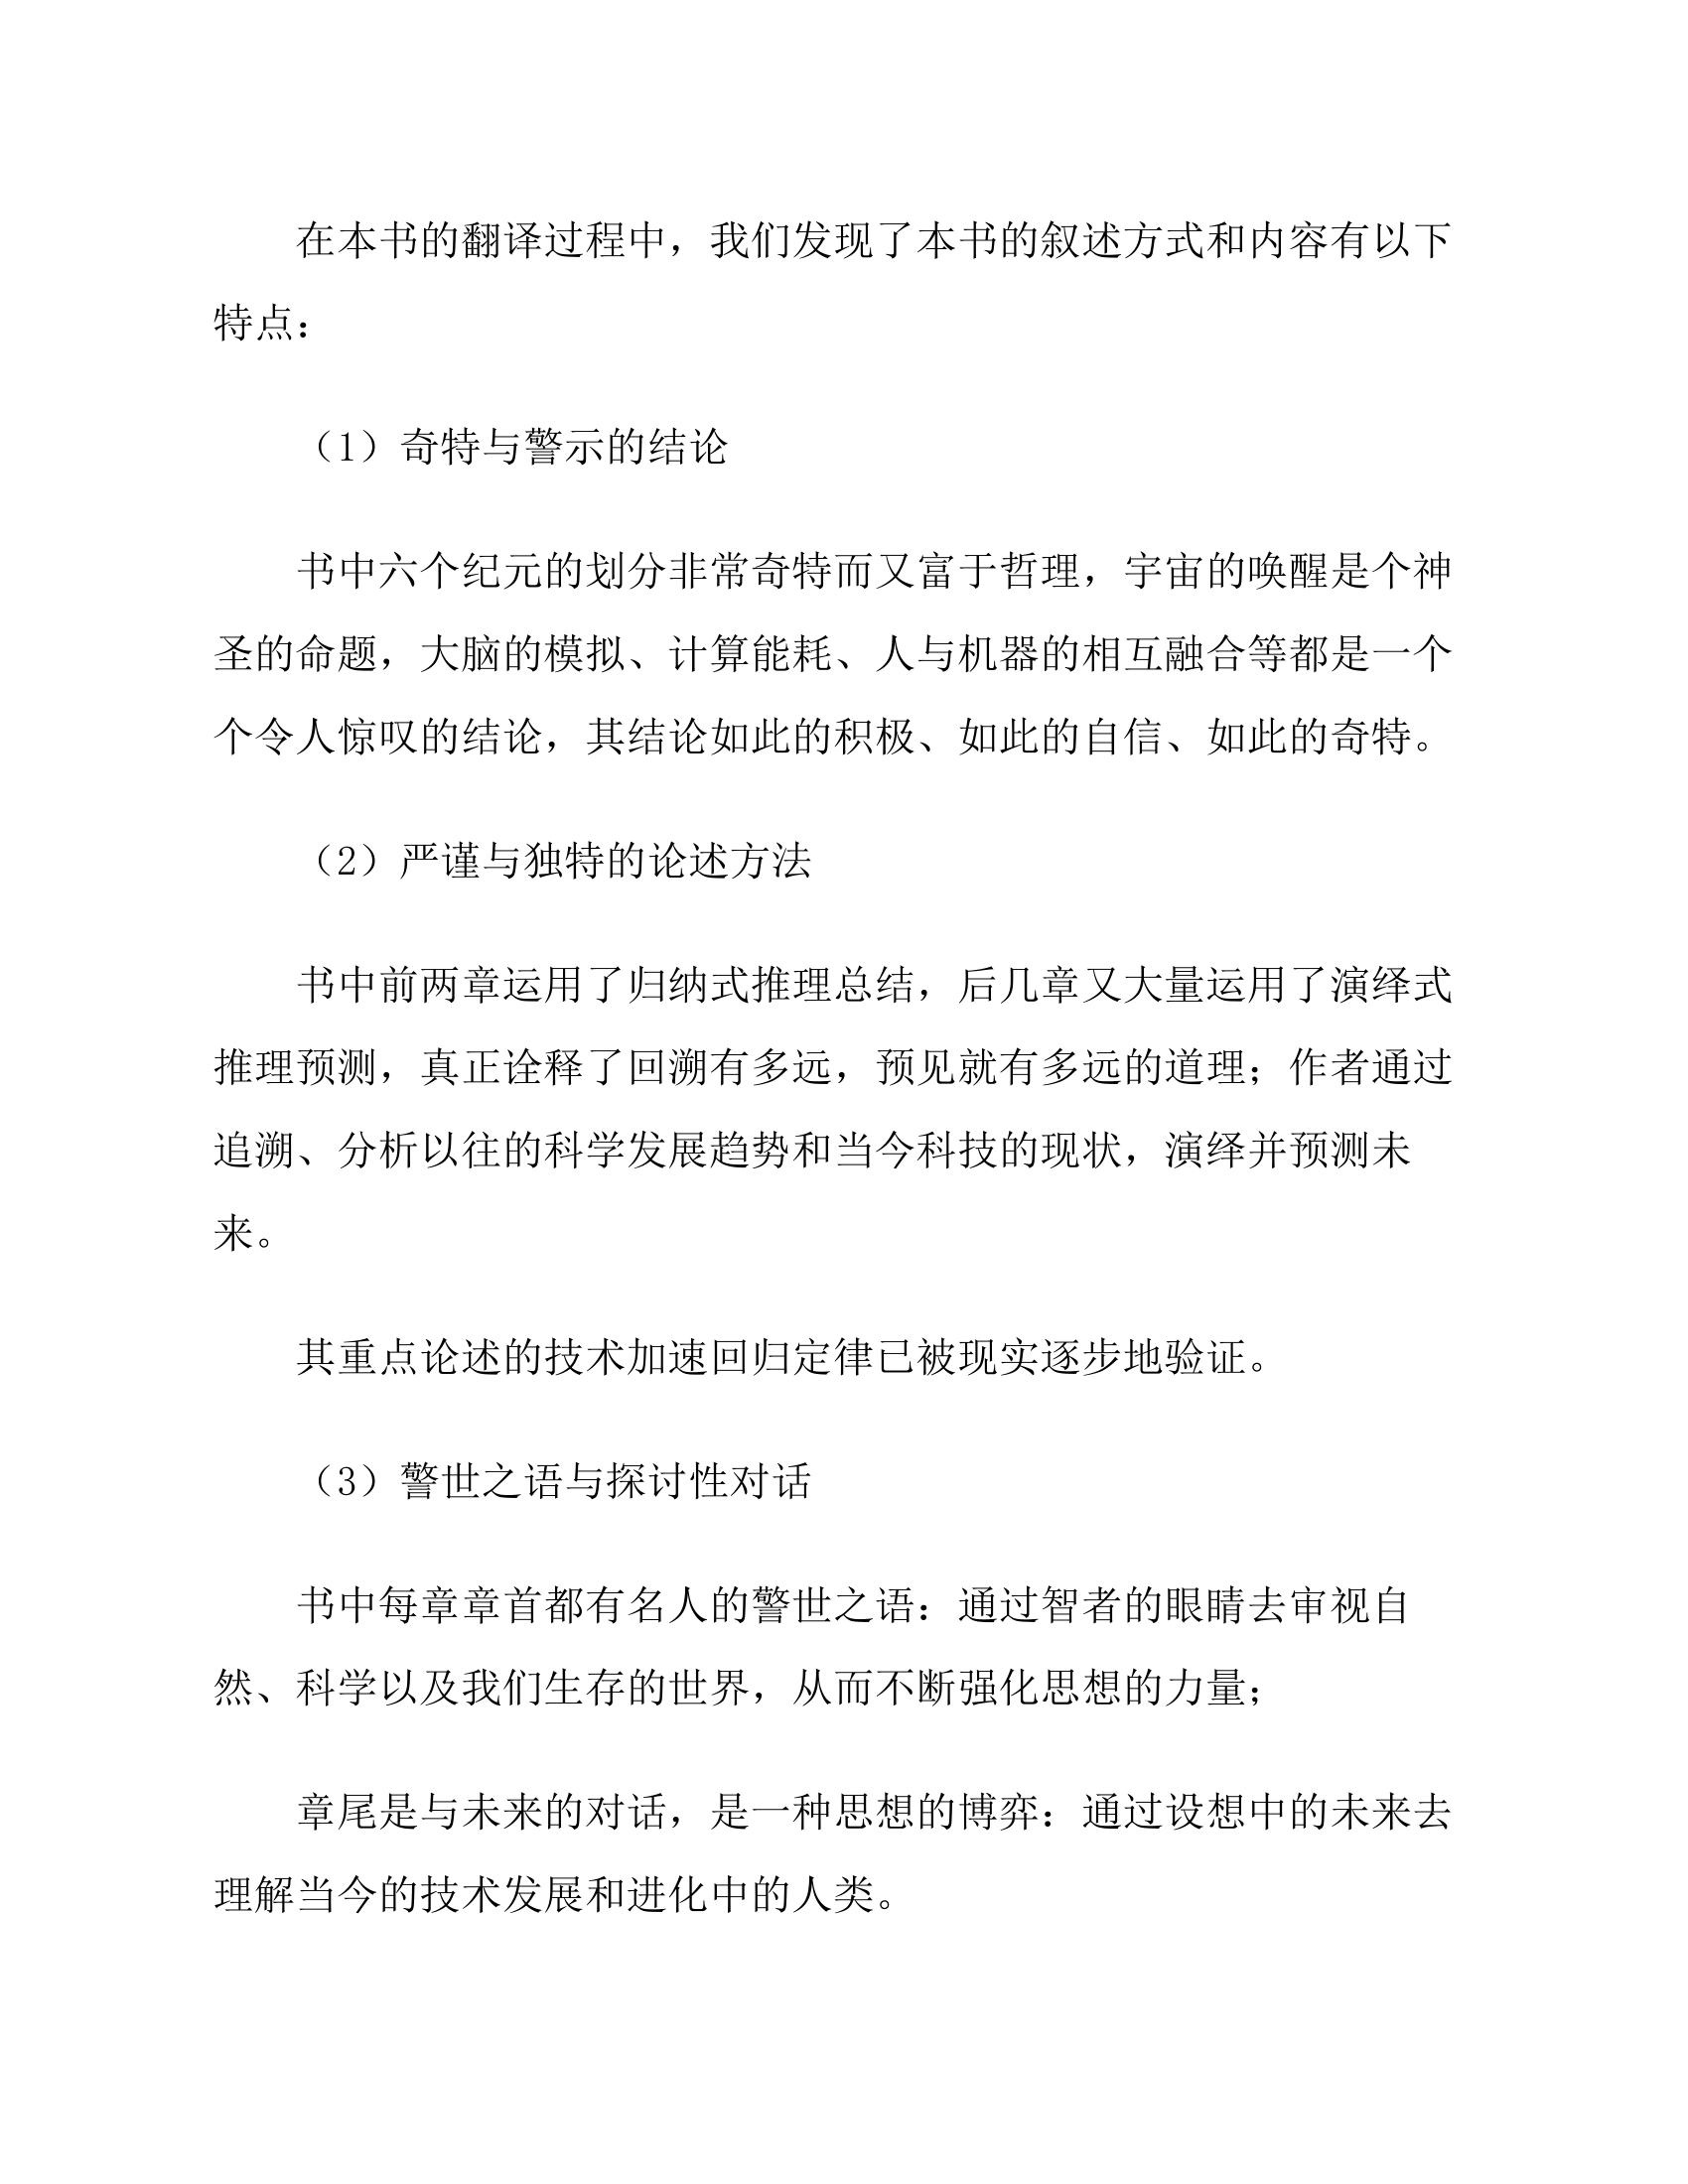 在本书的翻译过程中，我们发现了本书的叙述方式和内容有以下
特点：
（1）奇特与警示的结论
书中六个纪元的划分非常奇特而又富于哲理，宇宙的唤醒是个神
圣的命题，大脑的模拟、计算能耗、人与机器的相互融合等都是一个
个令人惊叹的结论，其结论如此的积极、如此的自信、如此的奇特。
（2）严谨与独特的论述方法
书中前两章运用了归纳式推理总结，后几章又大量运用了演绎式
推理预测，真正诠释了回溯有多远，预见就有多远的道理；作者通过
追溯、分析以往的科学发展趋势和当今科技的现状，演绎并预测未
来。
其重点论述的技术加速回归定律已被现实逐步地验证。
（3）警世之语与探讨性对话
书中每章章首都有名人的警世之语：通过智者的眼睛去审视自
然、科学以及我们生存的世界，从而不断强化思想的力量；
章尾是与未来的对话，是一种思想的博弈：通过设想中的未来去
理解当今的技术发展和进化中的人类。